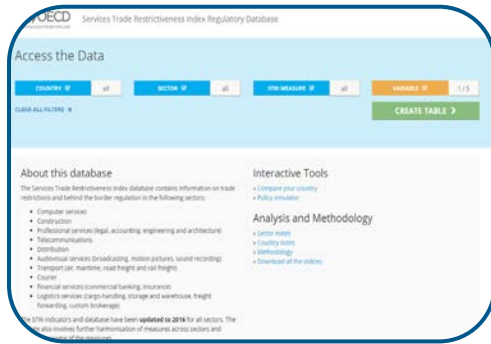 OECD Services Trade Restrictiveness Index Regulatory Database
Access the Data
COUNTRY all SECTOR all STRI MEASURE all VARIABLE 1/5
CLEAR ALL FILTERS x
CREATE TABLE >
About this database
The Services Trade Restrictiveness Index database contains information on trade
restrictions and behind the border regulation in the following sectors:
• Computer services
• Construction
• Professional services (legal, accounting, engineering and architecture)
• Telecommunications
• Distribution
• Audiovisual services (broadcasting, motion pictures, sound recording)
• Transport (air, maritime, road freight and rail freight)
• Courier
• Financial services (commercial banking, insurance)
• Logistics services (cargo-handling, storage and warehouse, freight
forwarding, custom brokerage)
The STRI indicators and database have been updated to 2016 for all sectors. The
also involves further harmonisation of measures across sectors and
Interactive Tools
» Compare your country
» Policy simulator
Analysis and Methodology
» Sector notes
» Country notes
» Methodology
» Download all the indices